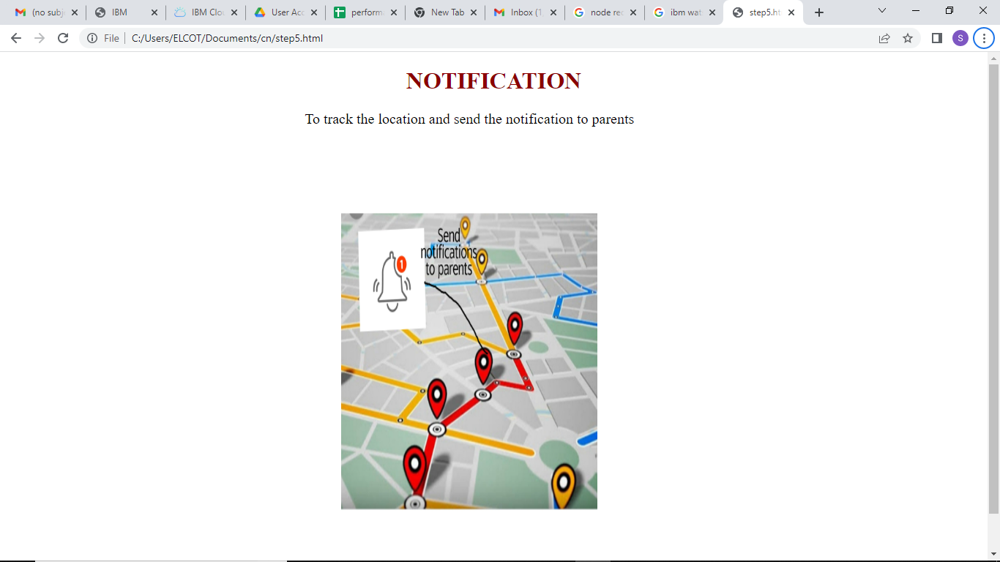 (no subj
IBM
IBM Clou
User Acc
perform
New Tab
Inbox (1
node rec
ibm wat
step5.ht
File
C:/Users/ELCOT/Documents/cn/step5.html
S
NOTIFICATION
To track the location and send the notification to parents
1
Send
notifications
to parents